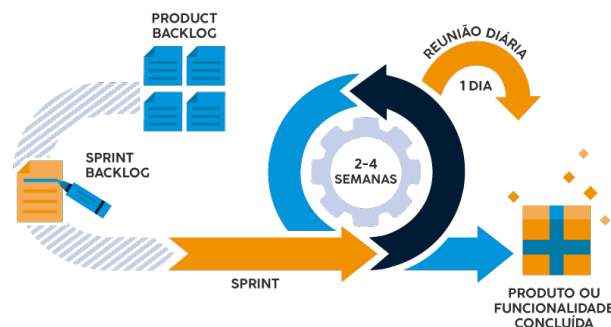 PRODUCT
BACKLOG
REUNIÃO DIÁRIA
1 DIA
SPRINT
BACKLOG
2-4
SEMANAS
SPRINT
PRODUTO OU
FUNCIONALIDADE
CONCLUÍDA